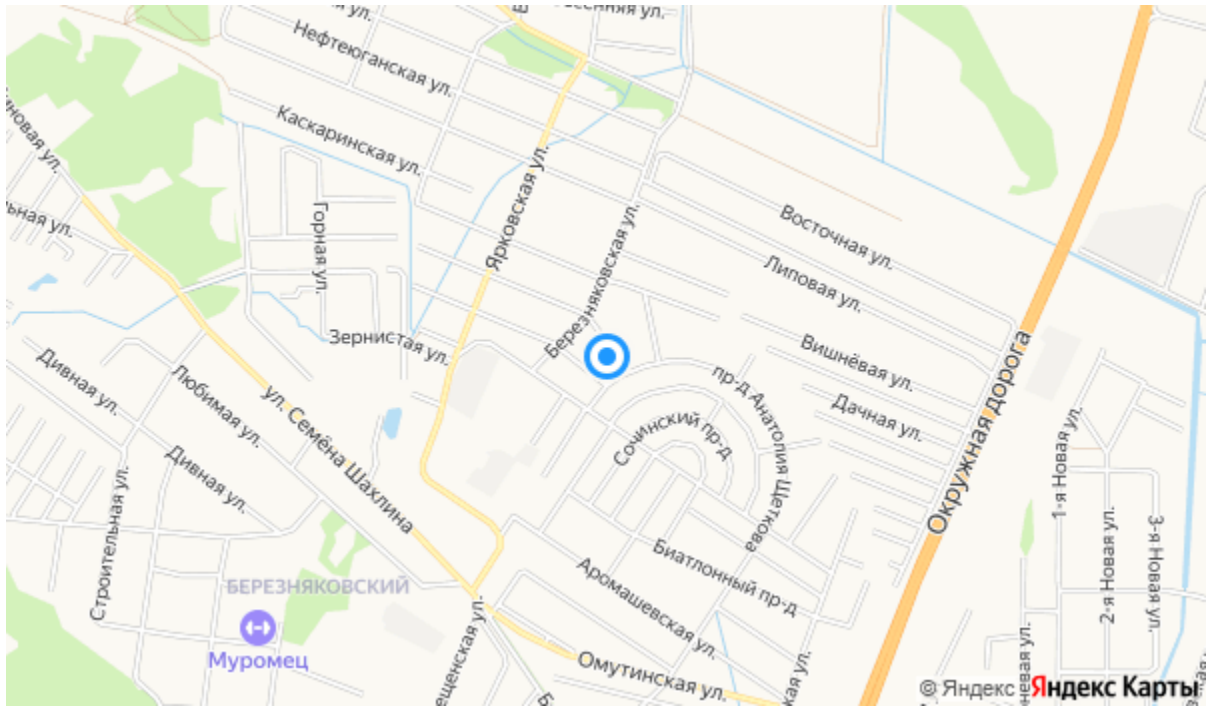 Нефтеюганская ул.
Каскаринская ул.
Ярковская ул.
Березняковская ул.
Восточная ул.
Липовая ул.
Горная ул.
Зернистая ул.
Вишнёвая ул.
Дачная ул.
Окружная дорога
пр-д Анатолия Щеткова
Сочинский пр-д
Дивная ул.
Любимая ул.
ул. Семёна Шахлина
Дивная ул.
Строительная ул.
1-я Новая ул.
2-я Новая ул.
3-я Новая ул.
Биатлонный пр-д
Аромашевская ул.
БЕРЕЗНЯКОВСКИЙ
Муромец
Омутинская ул.
© Яндекс Яндекс Карты